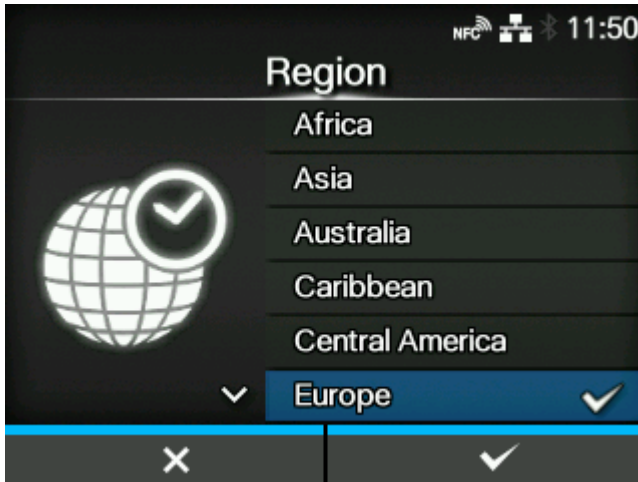 NFC 11:50
Region
Africa
Asia
Australia
Caribbean
Central America
Europe